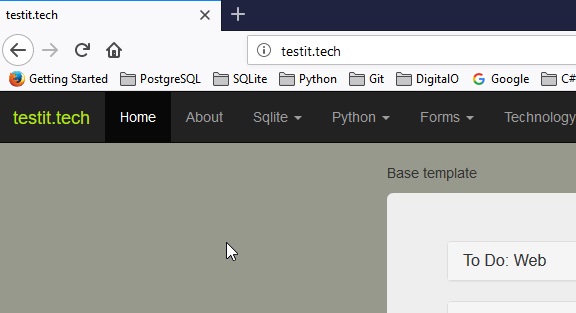 testit.tech
testit.tech
Getting Started PostgreSQL SQLite Python Git DigitalO Google C#
testit.tech Home About Sqlite Python Forms Technology
Base template
To Do: Web